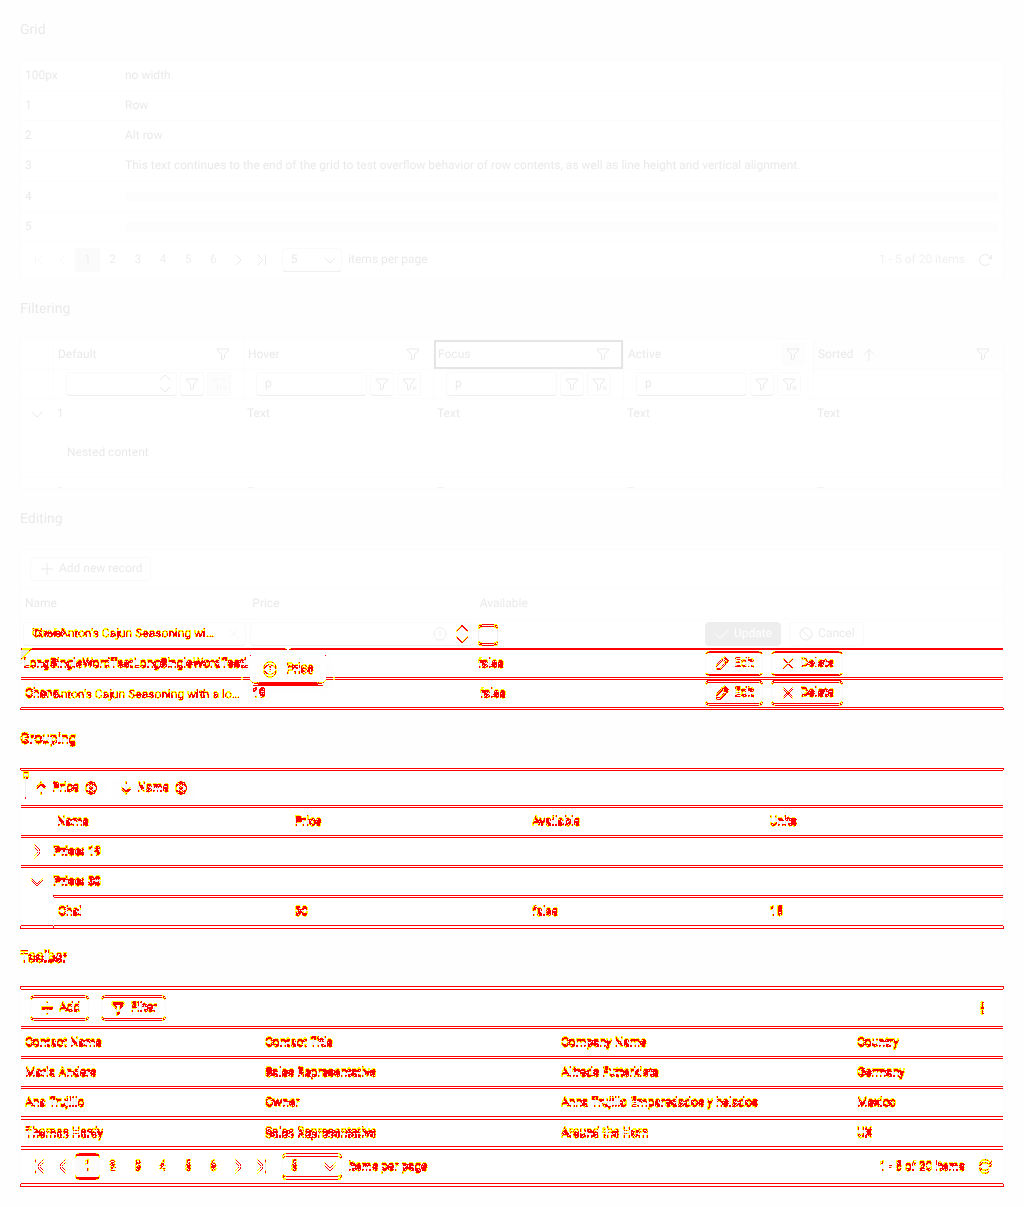 Grid
100px no width
1 Row
2 Alt row
3 This text continues to the end of the grid to test overflow behavior of row contents, as well as line height and vertical alignment.
4
5
1 2 3 4 5 6 5 items per page 1 - 5 of 20 items
Filtering
Default Hover Focus Active Sorted
p p p
1 Text Text Text Text
Nested content
Editing
Add new record
Name Price Available
Anton's Cajun Seasoning wi... Update Cancel
LongSingleWordTextLongSingleWordText false Edit Delete
Price
Anton's Cajun Seasoning with a lo... false Edit Delete
Grouping
Price Name
Name Price Available Units
Price:
Price:
Chai false
Toolbar
Add Filter
Contact Name Contact Title Company Name Country
Maria Anders Sales Representative Alfreds Futterkiste Germany
Ana Trujillo Owner Anna Trujillo Emparedados y helados Mexico
Thomas Hardy Sales Representative Around the Horn UK
1 2 3 4 5 6 5 items per page 1 - 5 of 20 items